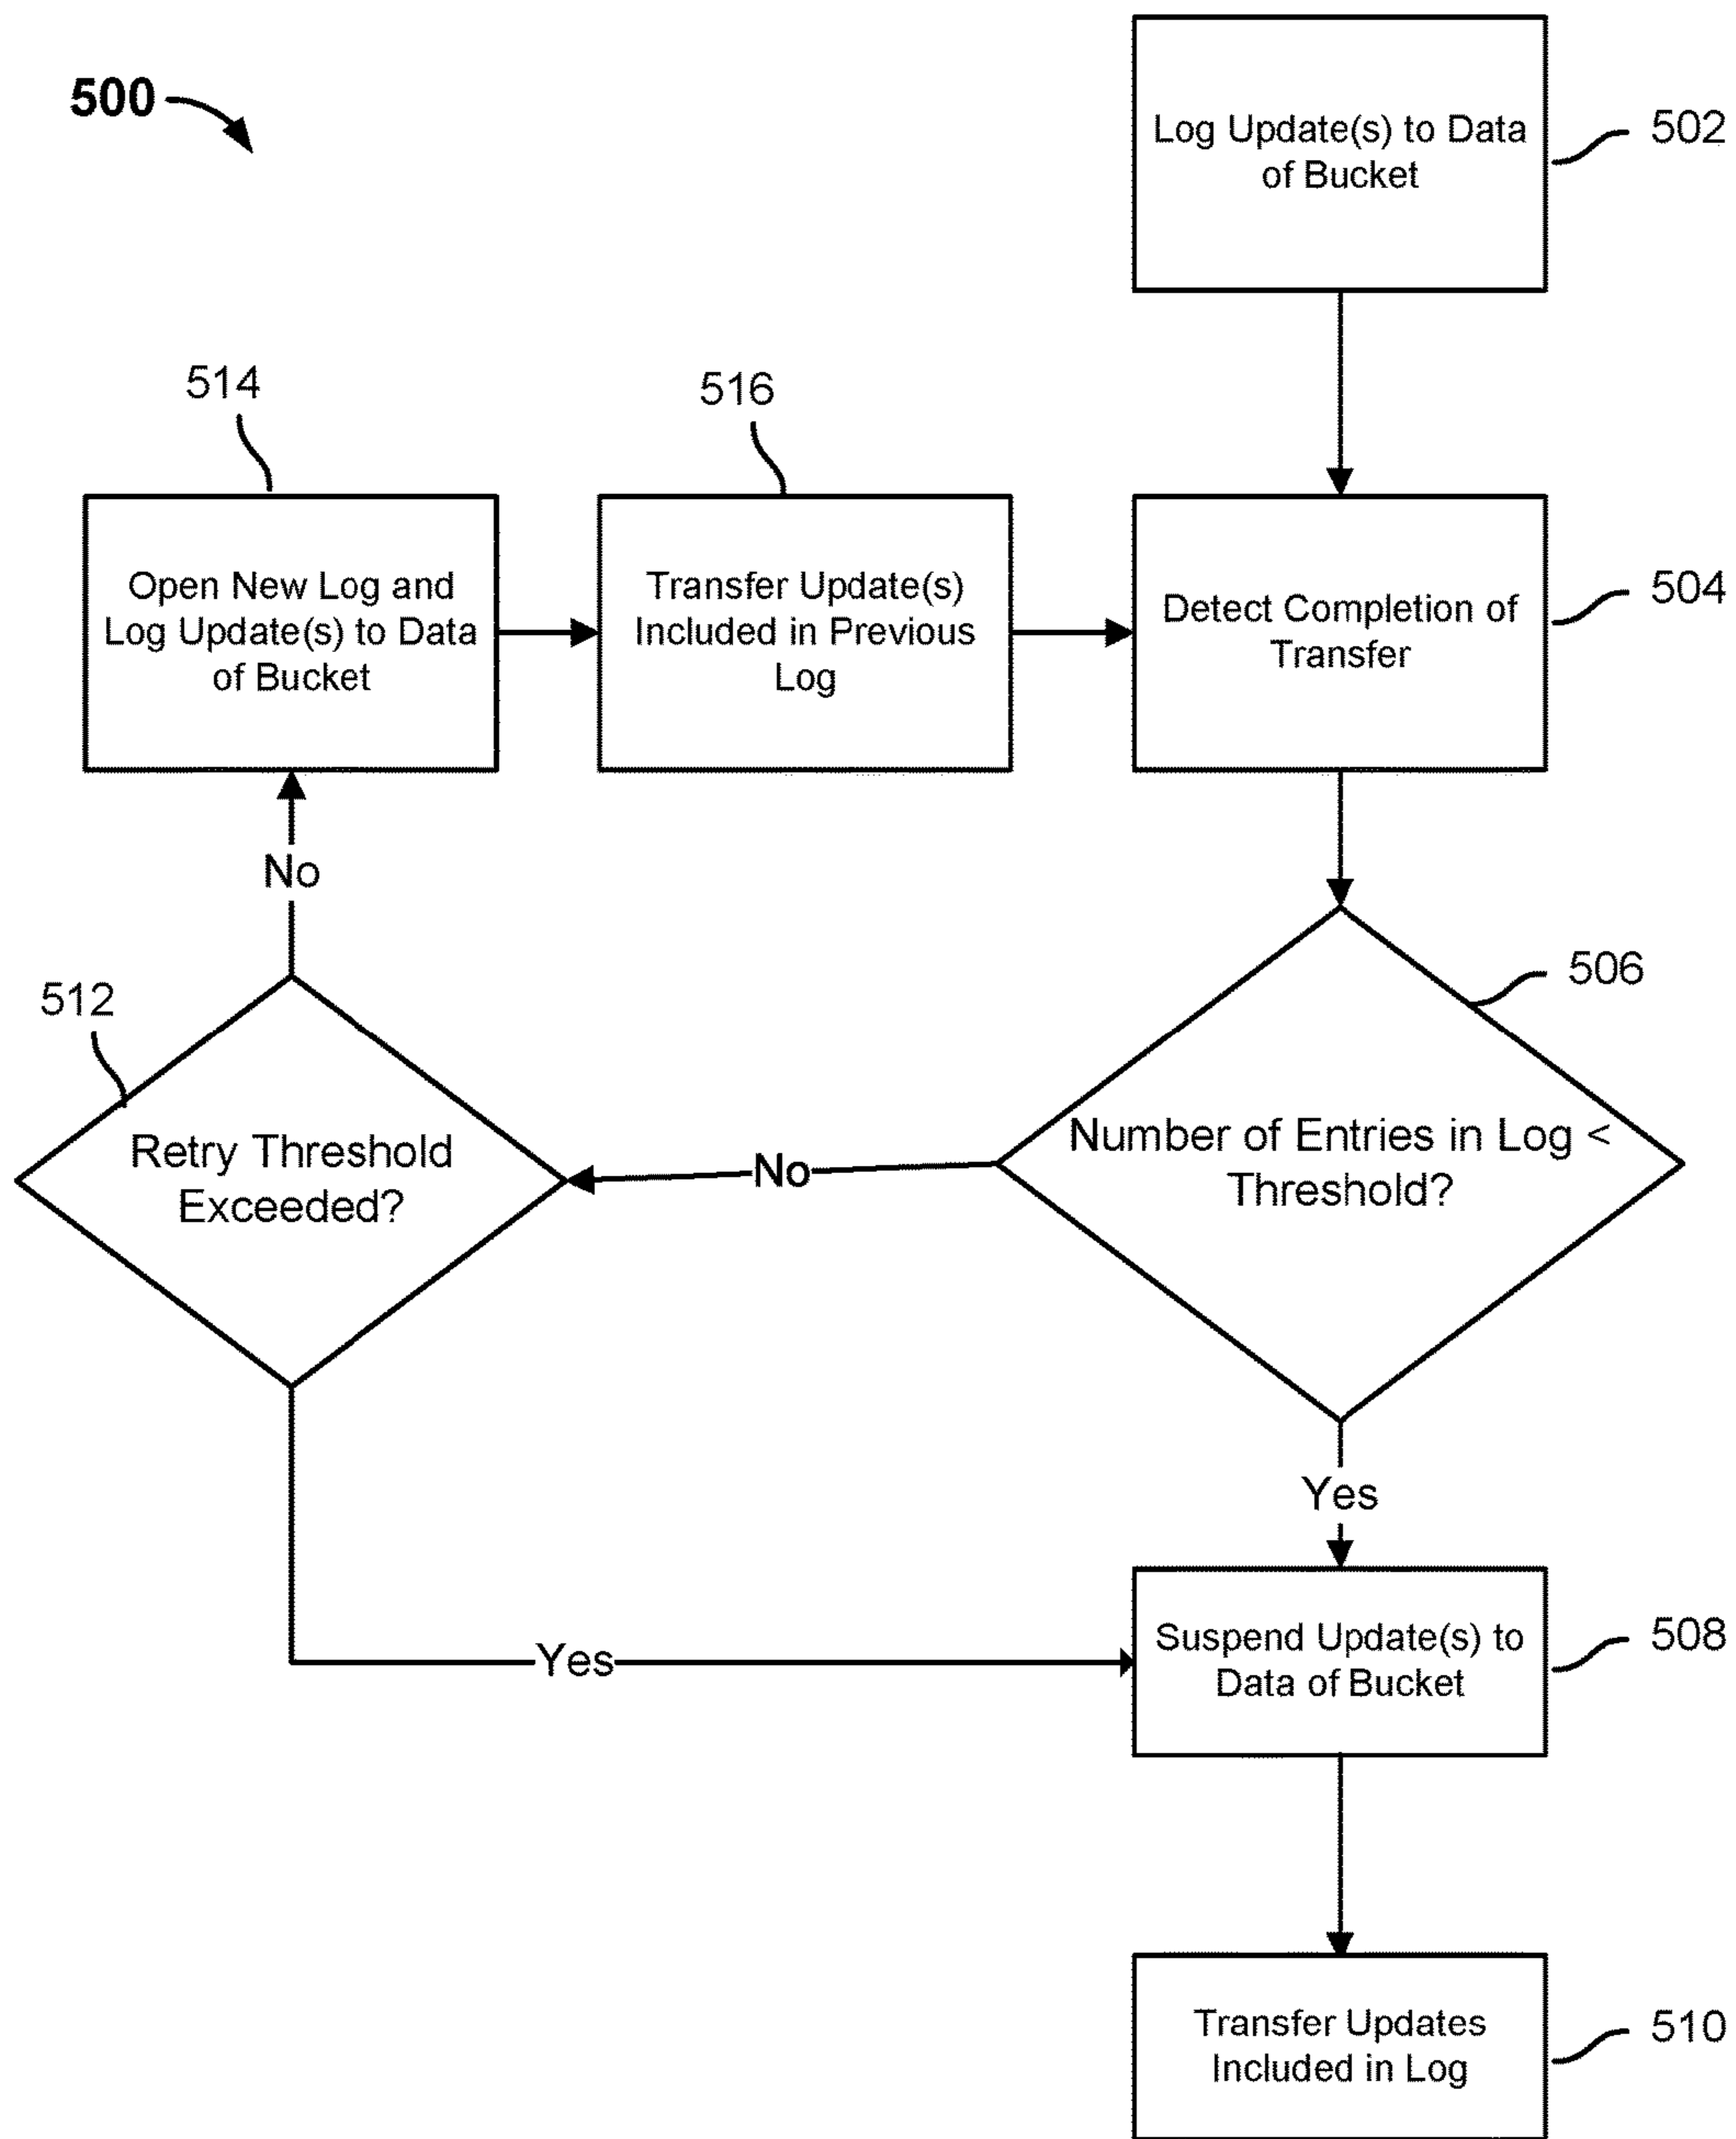 500
Log Update(s) to Data
of Bucket
502
514
516
Open New Log and
Log Update(s) to Data
of Bucket
Transfer Update(s)
Included in Previous
Log
Detect Completion of
Transfer
504
No
506
512
Number of Entries in Log <
Threshold?
No
Retry Threshold
Exceeded?
Yes
Suspend Update(s) to
Data of Bucket
508
Yes
Transfer Updates
Included in Log
510